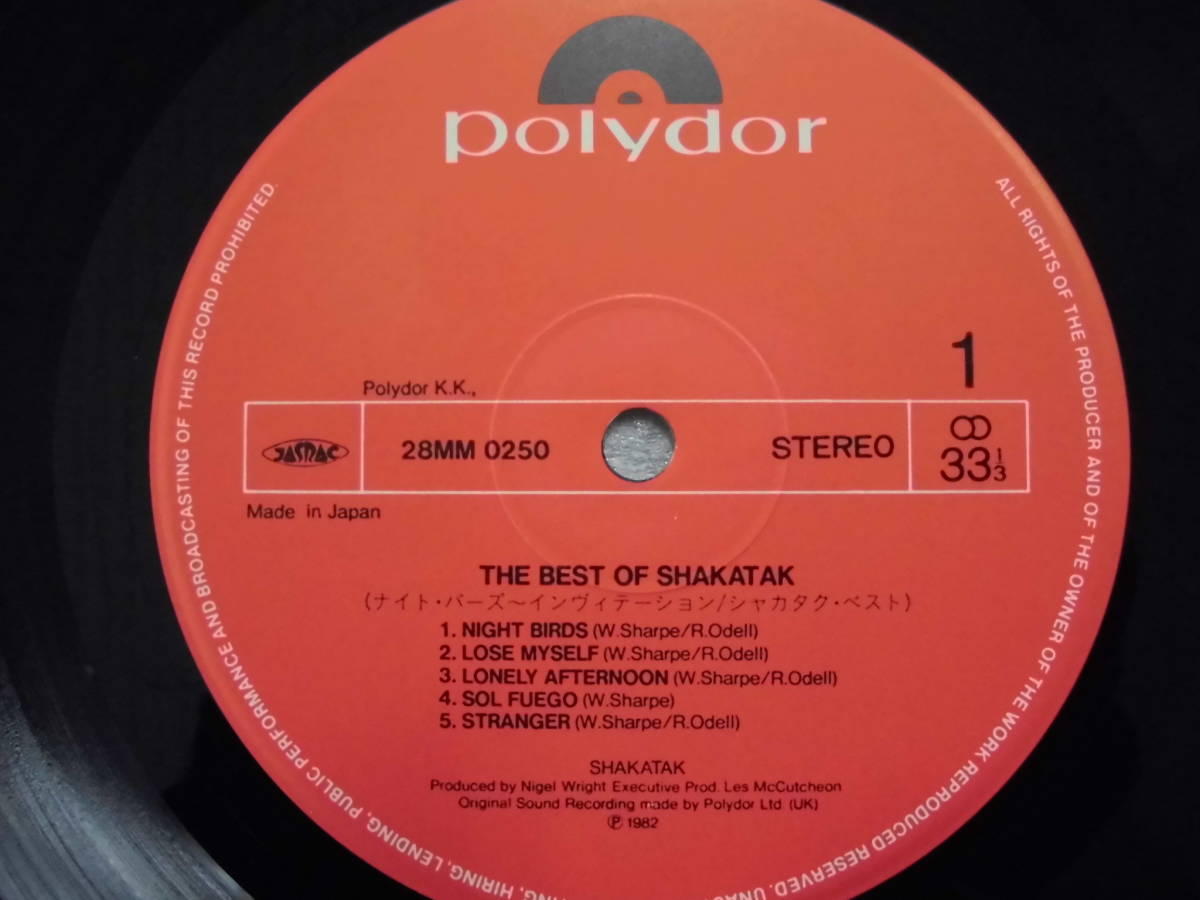 polydor
ALL RIGHTS OF THE PRODUCER AND OF THE OWNER OF THE WORK REPRODUCED RESERVED.
HIRING, LENDING, PUBLIC PERFORMANCE AND BROADCASTING OF THIS RECORD PROHIBITED.
1
Polydor K.K.,
JASRAC
28MM 0250
STEREO
33 1/3
Made in Japan
THE BEST OF SHAKATAK
(ナイト・バーズ〜インヴィテーション/シャカタク・ベスト)
1. NIGHT BIRDS (W.Sharpe/R.Odell)
2. LOSE MYSELF (W.Sharpe/R.Odell)
3. LONELY AFTERNOON (W.Sharpe/R.Odell)
4. SOL FUEGO (W.Sharpe)
5. STRANGER (W.Sharpe/R.Odell)
SHAKATAK
Produced by Nigel Wright Executive Prod. Les McCutcheon
Original Sound Recording made by Polydor Ltd (UK)
℗ 1982